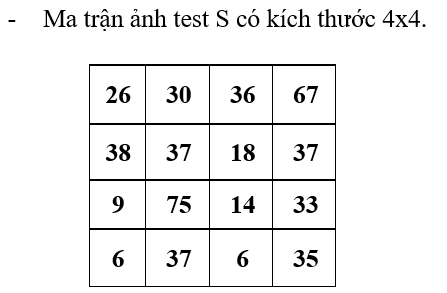 - Ma trận ảnh test S có kích thước 4x4.
26 30 36 67
38 37 18 37
9 75 14 33
6 37 6 35